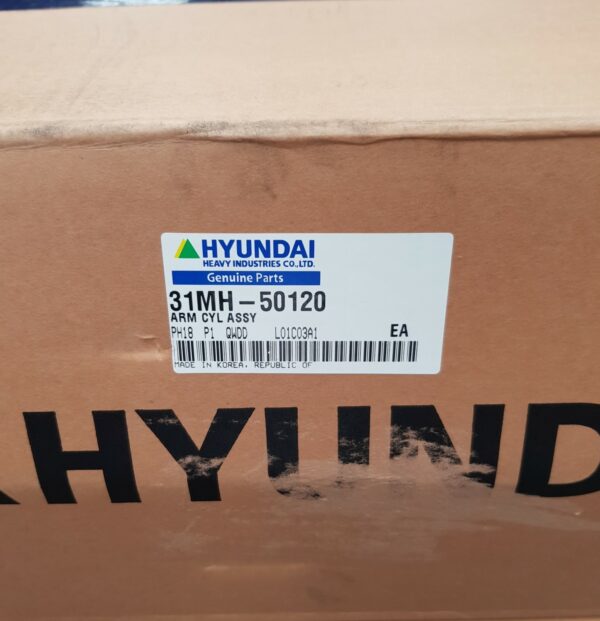 HYUNDAI
HEAVY INDUSTRIES CO.,LTD.
Genuine Parts
31MH-50120
ARM CYL ASSY
PH18 P1 QWDD L01C03A1 EA
MADE IN KOREA, REPUBLIC OF
HYUND